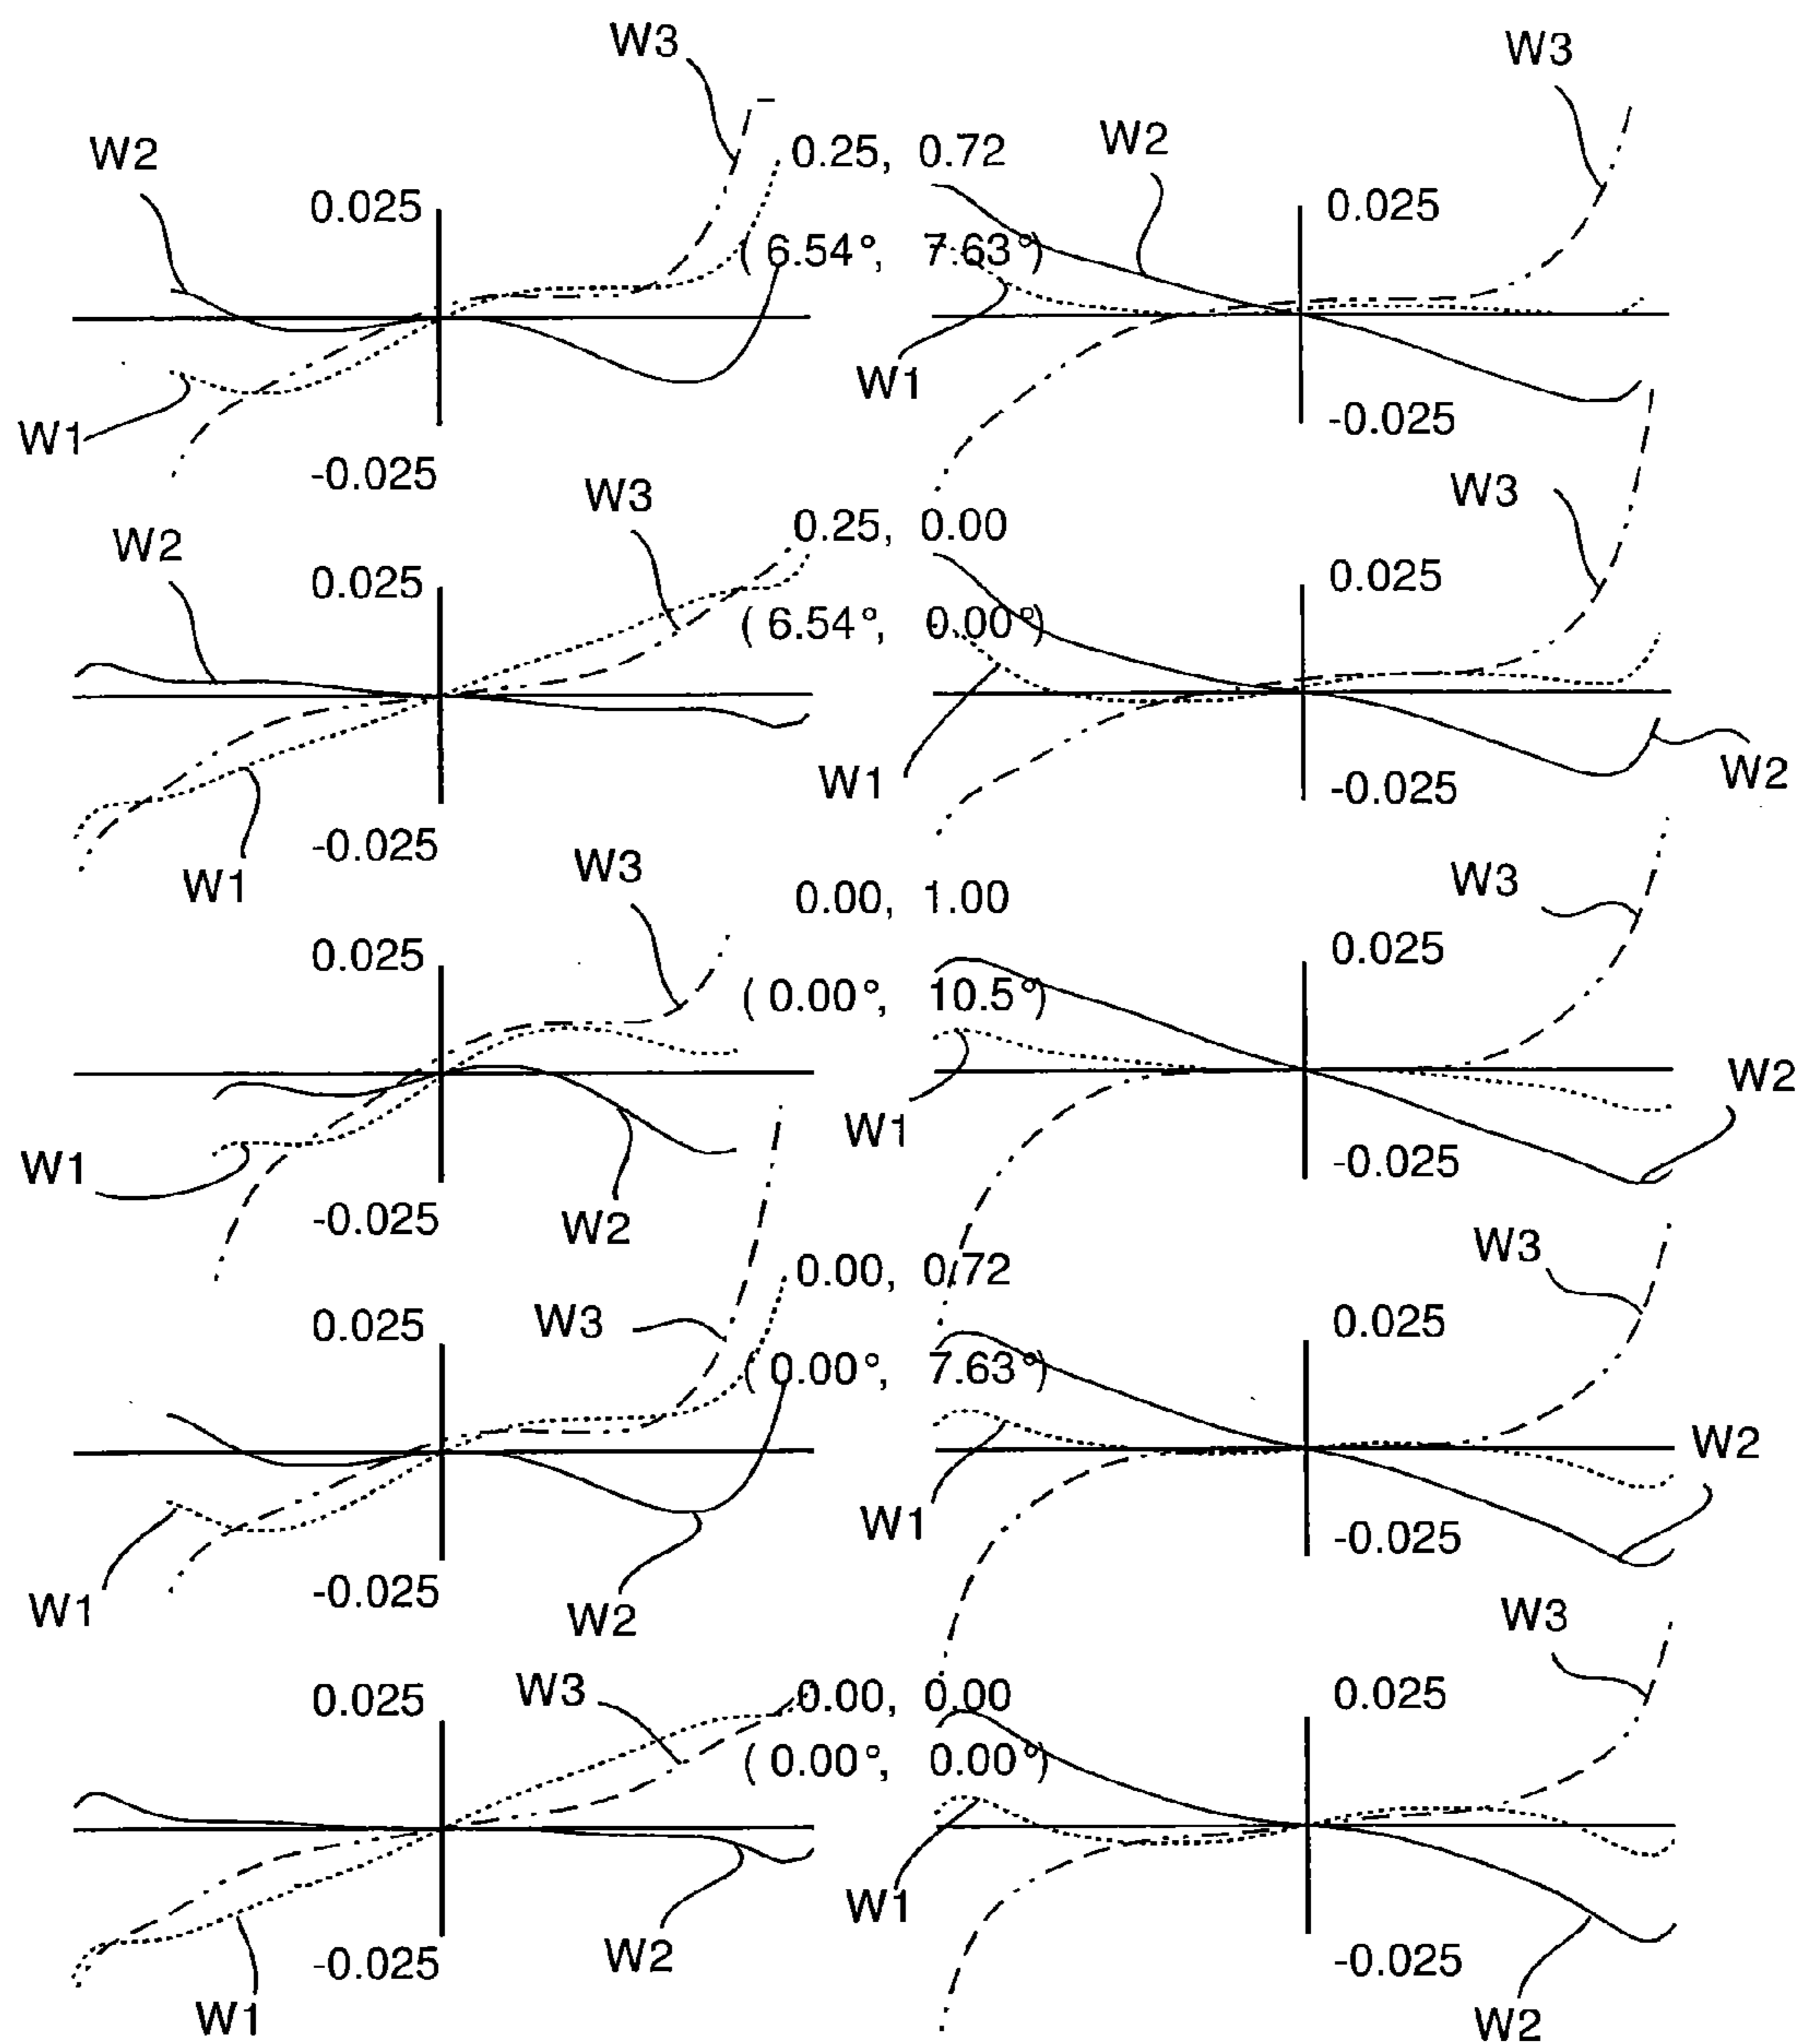 W3
W3
W2
0.25, 0.72
W2
0.025
0.025
(6.54°, 7.63°)
W1
W1
-0.025
-0.025
W3
W3
W2
0.25, 0.00
0.025
0.025
(6.54°, 0.00°)
W1
W2
-0.025
-0.025
W1
W3
W3
0.00, 1.00
0.025
0.025
(0.00°, 10.5°)
W2
W1
W1
-0.025
-0.025
W2
W3
0.00, 0.72
W3
0.025
0.025
(0.00°, 7.63°)
W2
W1
-0.025
-0.025
W1
W2
W3
W3
0.00, 0.00
0.025
0.025
(0.00°, 0.00°)
W1
W2
-0.025
-0.025
W1
W2